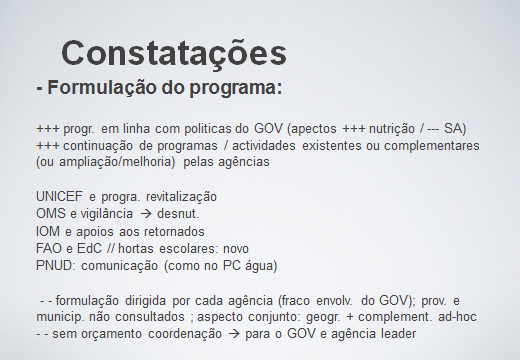 Constatações
- Formulação do programa:
+++ progr. em linha com politicas do GOV (apectos +++ nutrição / --- SA)
+++ continuação de programas / actividades existentes ou complementares
(ou ampliação/melhoria) pelas agências
UNICEF e progra. revitalização
OMS e vigilância → desnut.
IOM e apoios aos retornados
FAO e EdC // hortas escolares: novo
PNUD: comunicação (como no PC água)
- - formulação dirigida por cada agência (fraco envolv. do GOV); prov. e
municip. não consultados ; aspecto conjunto: geogr. + complement. ad-hoc
- - sem orçamento coordenação → para o GOV e agência leader